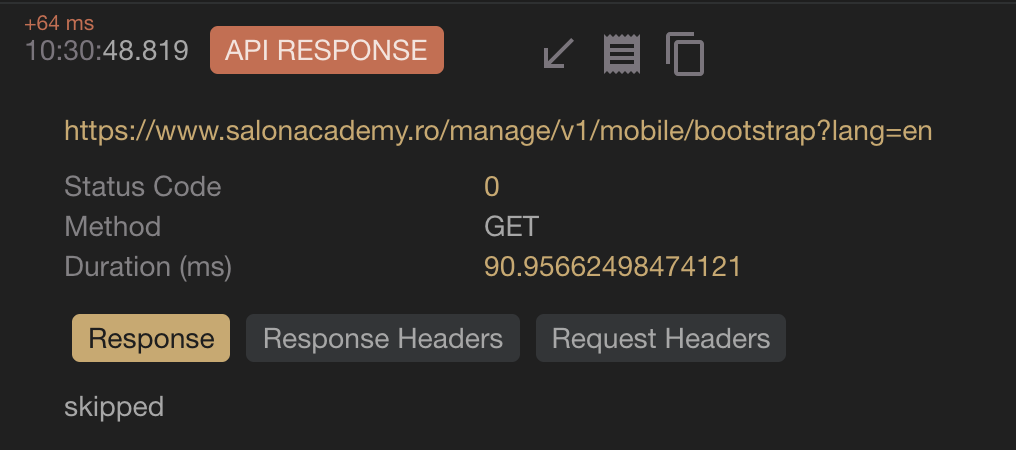 +64 ms
10:30:48.819 API RESPONSE
https://www.salonacademy.ro/manage/v1/mobile/bootstrap?lang=en
Status Code 0
Method GET
Duration (ms) 90.95662498474121
Response Response Headers Request Headers
skipped